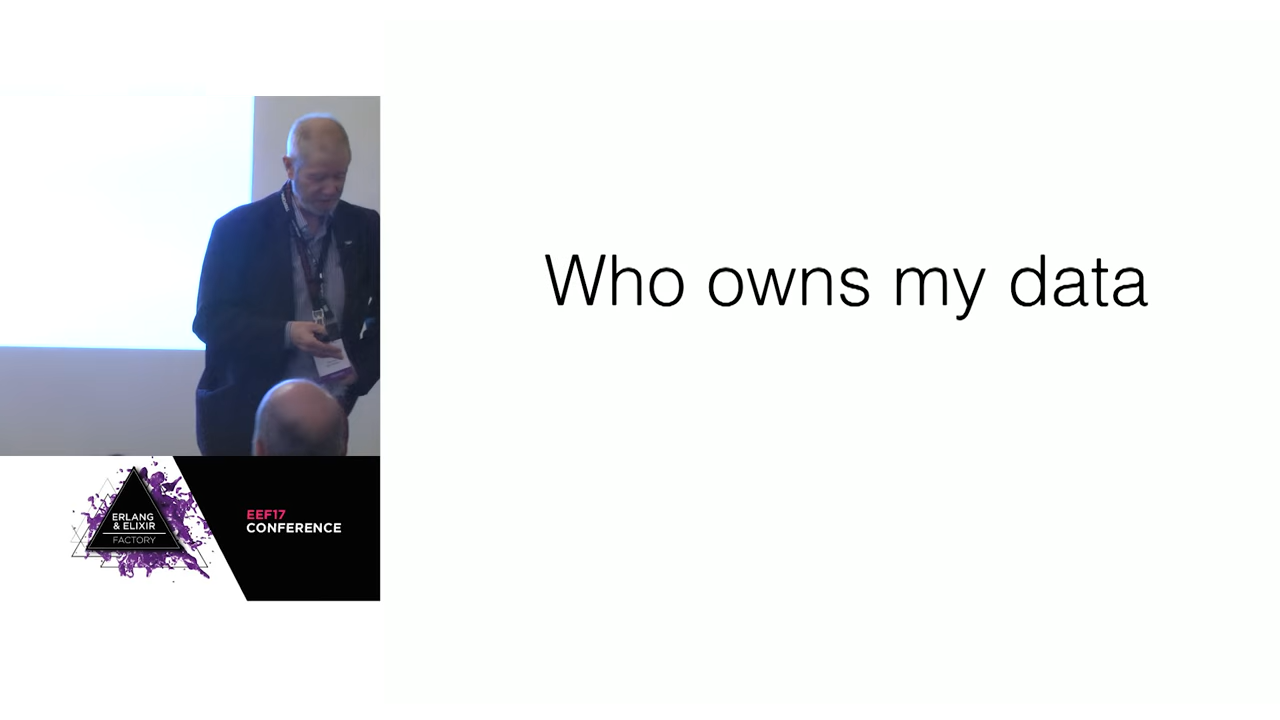 Who owns my data
ERLANG
& ELIXIR
FACTORY
EEF17
CONFERENCE